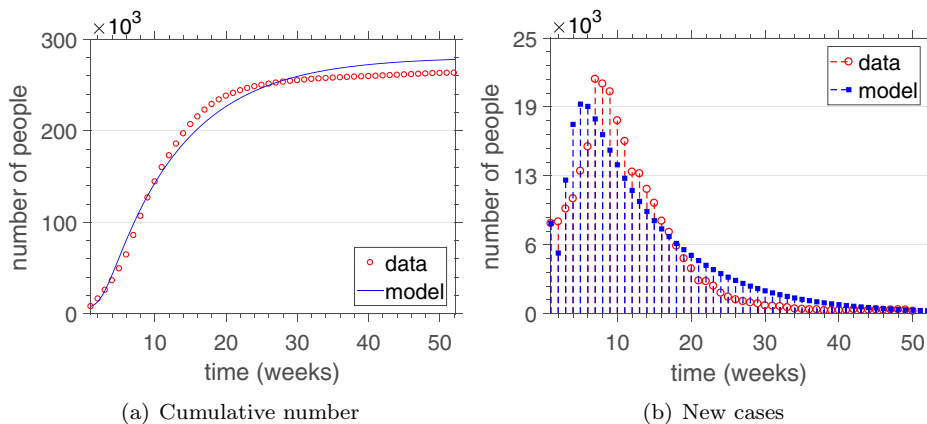 ×10³
300
200
100
0
number of people
10 20 30 40 50
time (weeks)
data
model
(a) Cumulative number
×10³
25
19
13
6
0
number of people
10 20 30 40 50
time (weeks)
data
model
(b) New cases